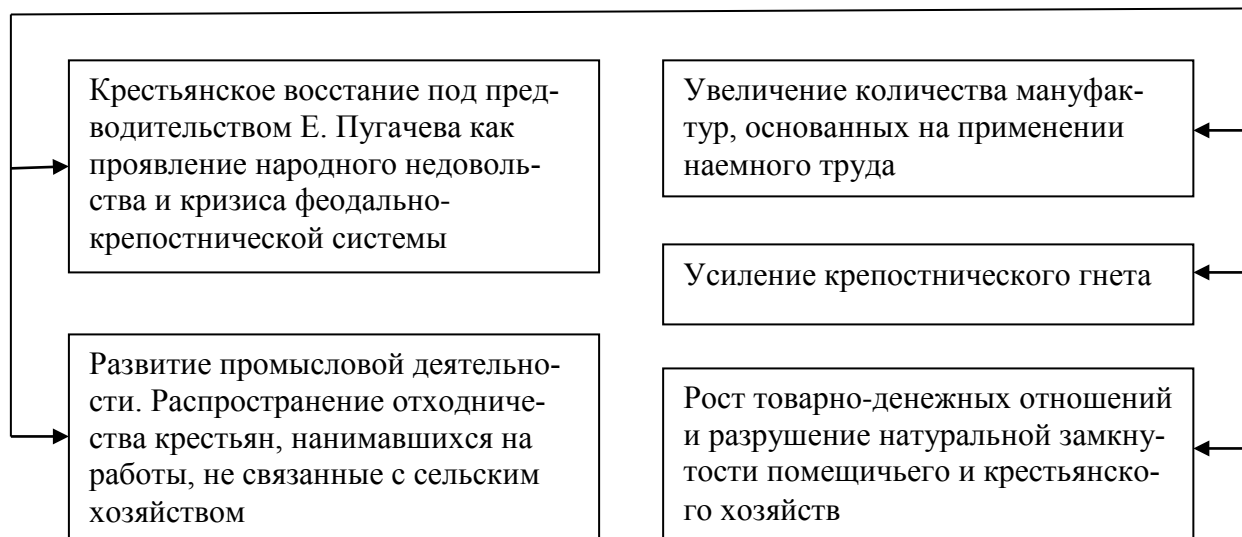 Крестьянское восстание под пред-
водительством Е. Пугачева как
проявление народного недоволь-
ства и кризиса феодально-
крепостнической системы
Развитие промысловой деятельно-
сти. Распространение отходниче-
ства крестьян, нанимавшихся на
работы, не связанные с сельским
хозяйством
Увеличение количества мануфак-
тур, основанных на применении
наемного труда
Усиление крепостнического гнета
Рост товарно-денежных отношений
и разрушение натуральной замкну-
тости помещичьего и крестьянско-
го хозяйств